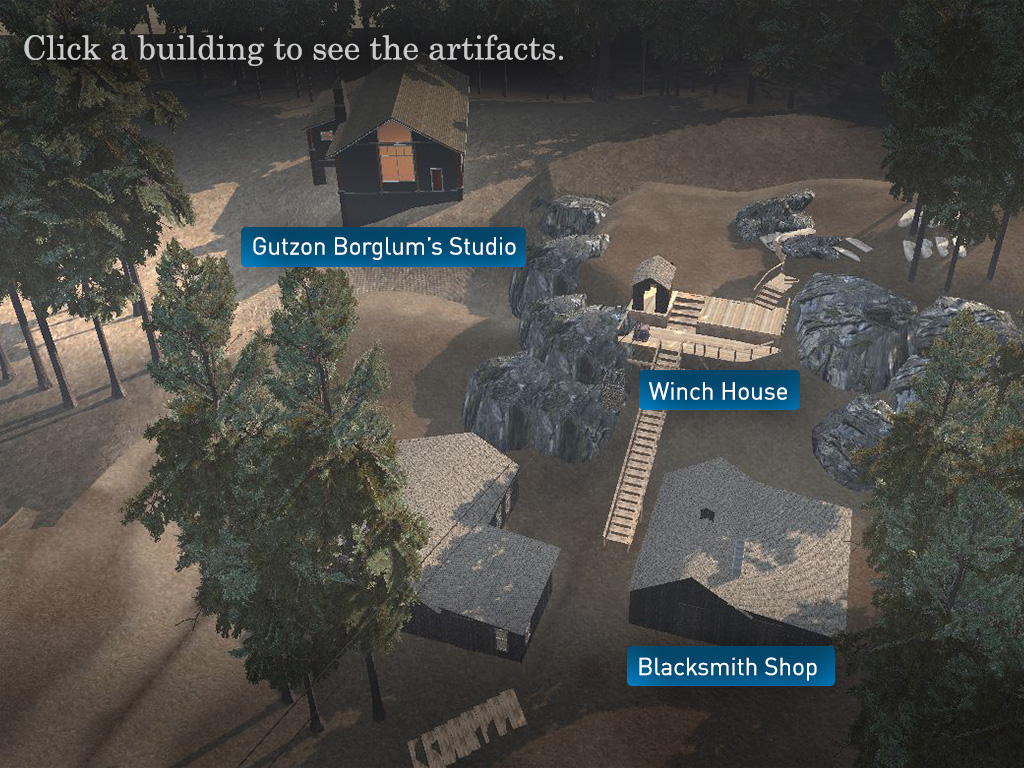 Click a building to see the artifacts.
Gutzon Borglum’s Studio
Winch House
Blacksmith Shop